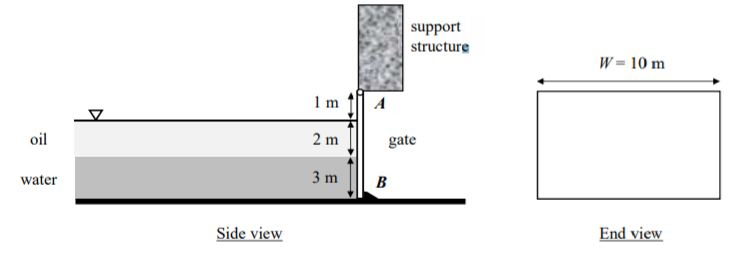 support
structure
W = 10 m
1 m
A
oil
2 m
gate
water
3 m
B
Side view
End view